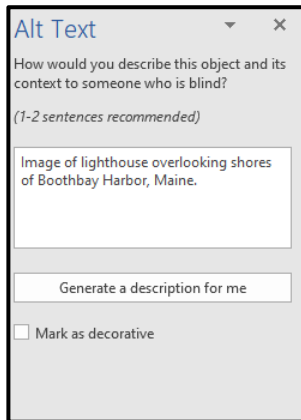 Alt Text
How would you describe this object and its
context to someone who is blind?
(1-2 sentences recommended)
Image of lighthouse overlooking shores
of Boothbay Harbor, Maine.
Generate a description for me
Mark as decorative